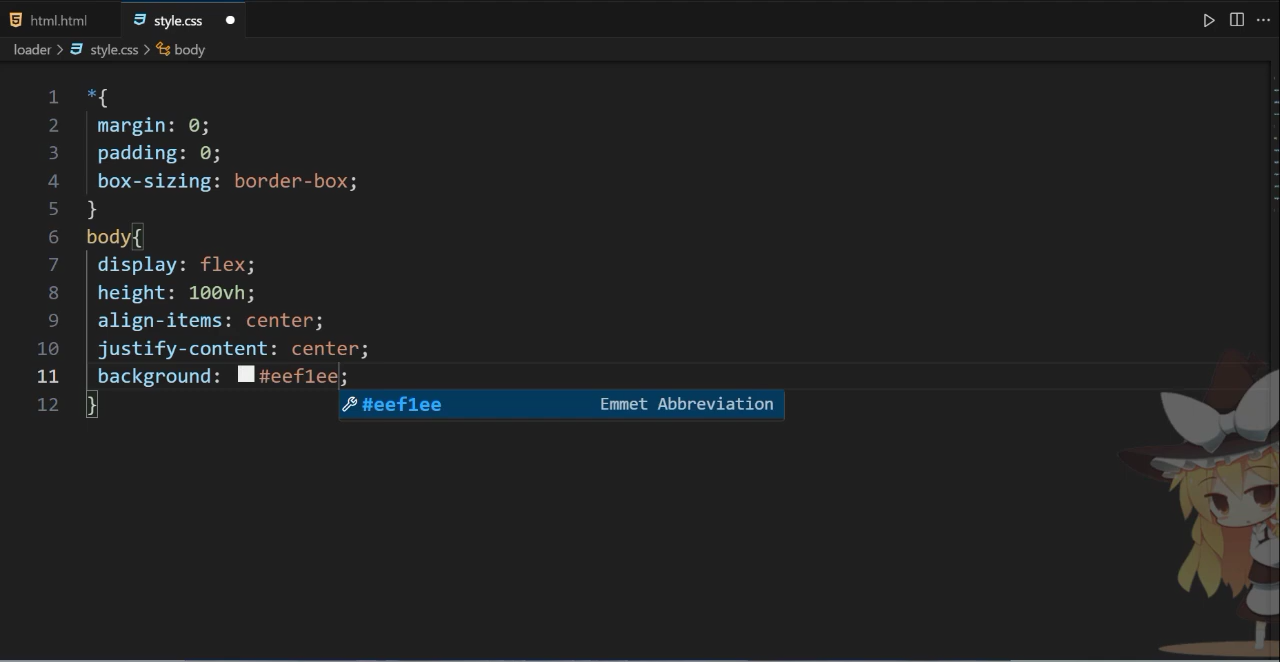 html.html style.css
loader > style.css > body
1 *{
2 margin: 0;
3 padding: 0;
4 box-sizing: border-box;
5 }
6 body{
7 display: flex;
8 height: 100vh;
9 align-items: center;
10 justify-content: center;
11 background: #eef1ee;
12 }
#eef1ee Emmet Abbreviation